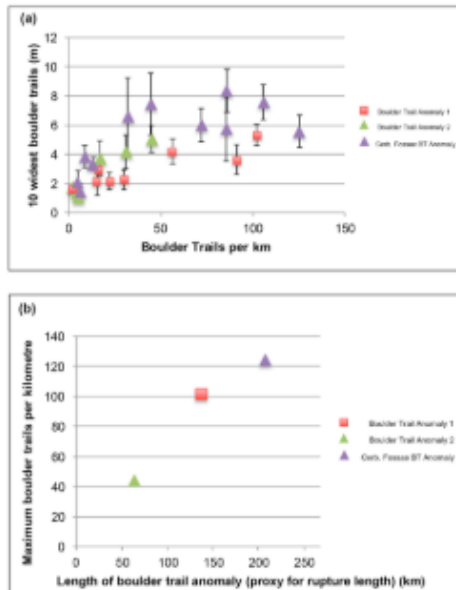 (a)
12
10
8
6
4
2
0
10 widest boulder trails (m)
0 50 100 150
Boulder Trails per km
Boulder Trail Anomaly 1
Boulder Trail Anomaly 2
Cerb. Fossae BT Anomaly
(b)
140
120
100
80
60
40
20
0
Maximum boulder trails per kilometre
0 50 100 150 200 250
Length of boulder trail anomaly (proxy for rupture length) (km)
Boulder Trail Anomaly 1
Boulder Trail Anomaly 2
Cerb. Fossae BT Anomaly